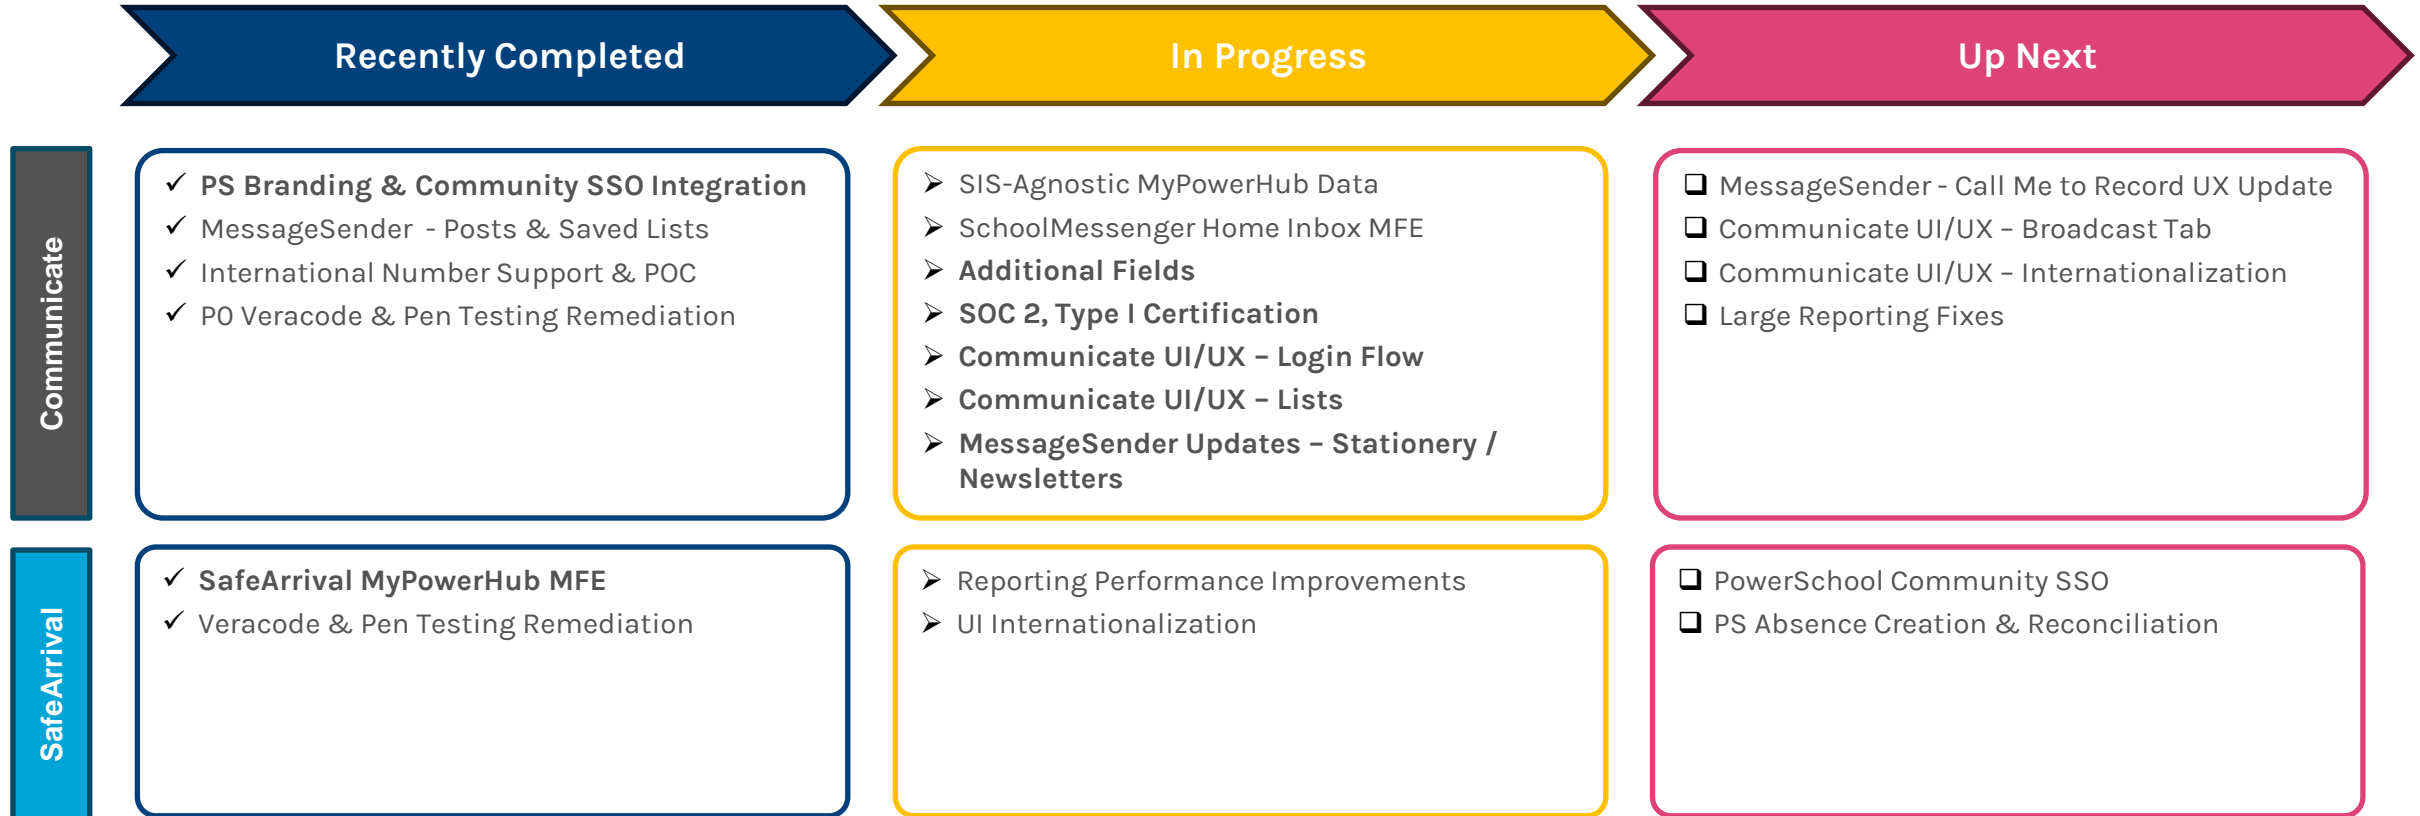 Recently Completed
In Progress
Up Next
Communicate
PS Branding & Community SSO Integration
MessageSender - Posts & Saved Lists
International Number Support & POC
P0 Veracode & Pen Testing Remediation
SIS-Agnostic MyPowerHub Data
SchoolMessenger Home Inbox MFE
Additional Fields
SOC 2, Type I Certification
Communicate UI/UX – Login Flow
Communicate UI/UX – Lists
MessageSender Updates – Stationery /
Newsletters
MessageSender - Call Me to Record UX Update
Communicate UI/UX – Broadcast Tab
Communicate UI/UX – Internationalization
Large Reporting Fixes
SafeArrival
SafeArrival MyPowerHub MFE
Veracode & Pen Testing Remediation
Reporting Performance Improvements
UI Internationalization
PowerSchool Community SSO
PS Absence Creation & Reconciliation